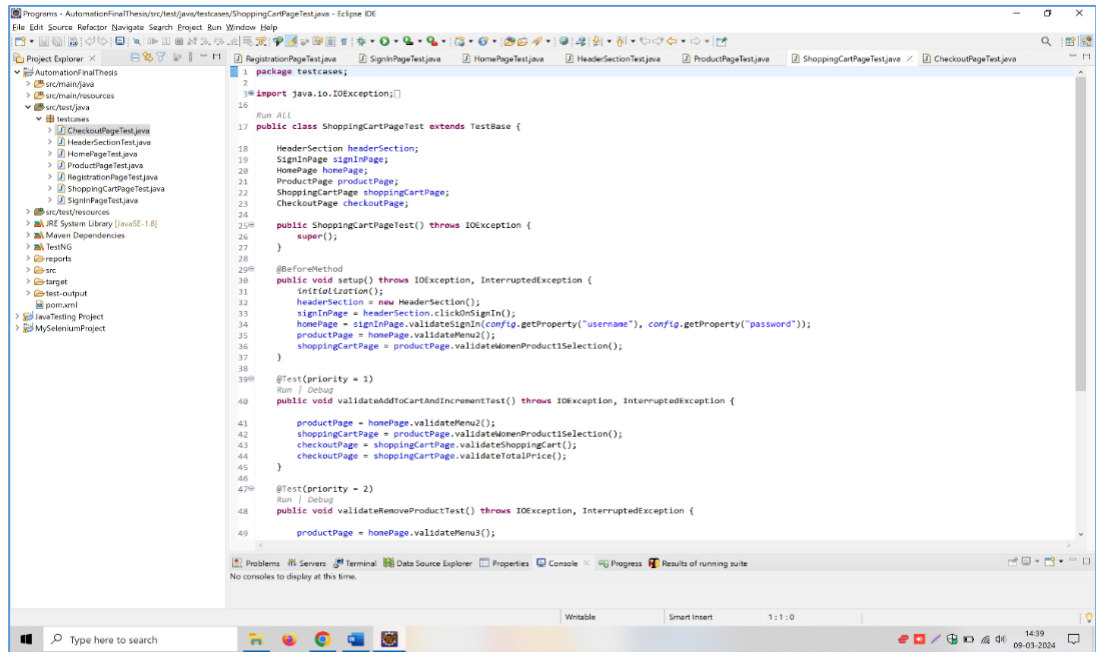 Programs - AutomationFinalThesis/src/test/java/testcases/ShoppingCartPageTest.java - Eclipse IDE
File Edit Source Refactor Navigate Search Project Run Window Help
Project Explorer
RegistrationPageTest.java SignInPageTest.java HomePageTest.java HeaderSectionTest.java ProductPageTest.java ShoppingCartPageTest.java CheckoutPageTest.java
AutomationFinalThesis
src/main/java
src/main/resources
src/test/java
testcases
CheckoutPageTest.java
HeaderSectionTest.java
HomePageTest.java
ProductPageTest.java
RegistrationPageTest.java
ShoppingCartPageTest.java
SignInPageTest.java
src/test/resources
JRE System Library [JavaSE-1.8]
Maven Dependencies
TestNG
reports
src
target
test-output
pom.xml
JavaTesting Project
MySeleniumProject
1 package testcases;
2
3 import java.io.IOException;
16
Run All
17 public class ShoppingCartPageTest extends TestBase {
18 HeaderSection headerSection;
19 SignInPage signInPage;
20 HomePage homePage;
21 ProductPage productPage;
22 ShoppingCartPage shoppingCartPage;
23 CheckoutPage checkoutPage;
24
25 public ShoppingCartPageTest() throws IOException {
26 super();
27 }
28
29 @BeforeMethod
30 public void setup() throws IOException, InterruptedException {
31 initialization();
32 headerSection = new HeaderSection();
33 signInPage = headerSection.clickOnSignIn();
34 homePage = signInPage.validateSignIn(config.getProperty("username"), config.getProperty("password"));
35 productPage = homePage.validateMenu2();
36 shoppingCartPage = productPage.validateWomenProduct1Selection();
37 }
38
39 @Test(priority = 1)
Run | Debug
40 public void validateAddToCartAndIncrementTest() throws IOException, InterruptedException {
41 productPage = homePage.validateMenu2();
42 shoppingCartPage = productPage.validateWomenProduct1Selection();
43 checkoutPage = shoppingCartPage.validateShoppingCart();
44 checkoutPage = shoppingCartPage.validateTotalPrice();
45 }
46
47 @Test(priority = 2)
Run | Debug
48 public void validateRemoveProductTest() throws IOException, InterruptedException {
49 productPage = homePage.validateMenu3();
Problems Servers Terminal Data Source Explorer Properties Console Progress Results of running suite
No consoles to display at this time.
Writable Smart Insert 1:1:0
Type here to search
14:39
09-03-2024